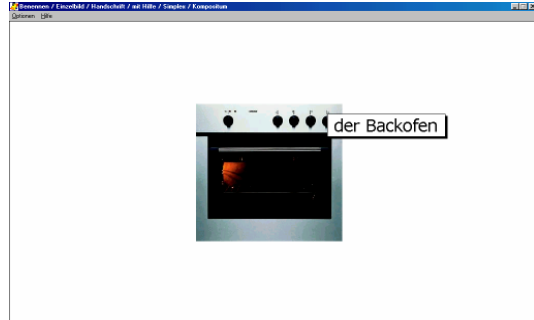 Benennen / Einzelbild / Handschrift / mit Hilfe / Simplex / Kompositum
Optionen Hilfe
der Backofen